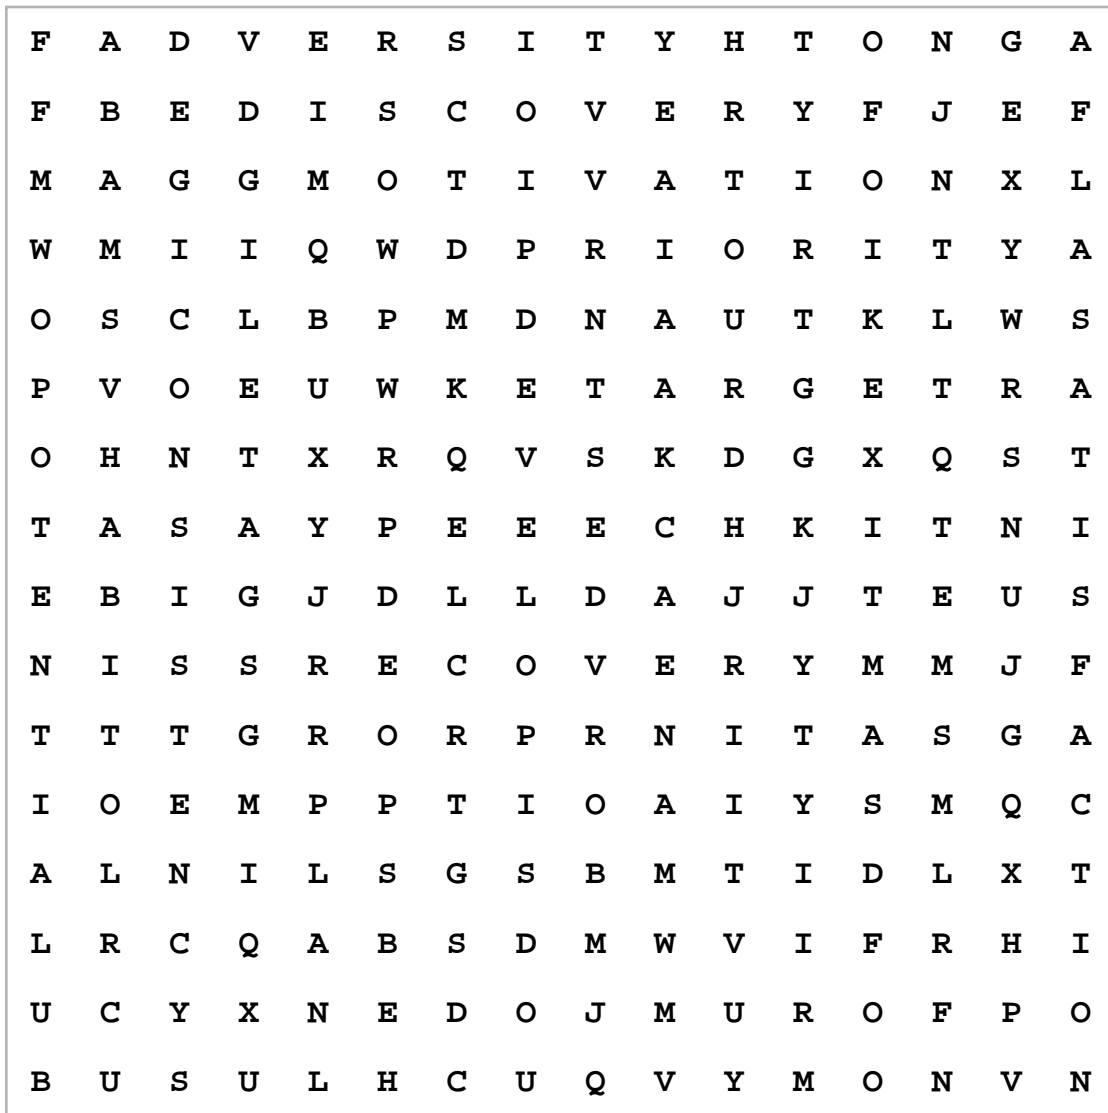 F A D V E R S I T Y H T O N G A
F B E D I S C O V E R Y F J E F
M A G G M O T I V A T I O N X L
W M I I Q W D P R I O R I T Y A
O S C L B P M D N A U T K L W S
P V O E U W K E T A R G E T R A
O H N T X R Q V S K D G X Q S T
T A S A Y P E E E C H K I T N I
E B I G J D L L D A J J T E U S
N I S S R E C O V E R Y M M J F
T T T G R O R P R N I T A S G A
I O E M P P T I O A I Y S M Q C
A L N I L S G S B M T I D L X T
L R C Q A B S D M W V I F R H I
U C Y X N E D O J M U R O F P O
B U S U L H C U Q V Y M O N V N